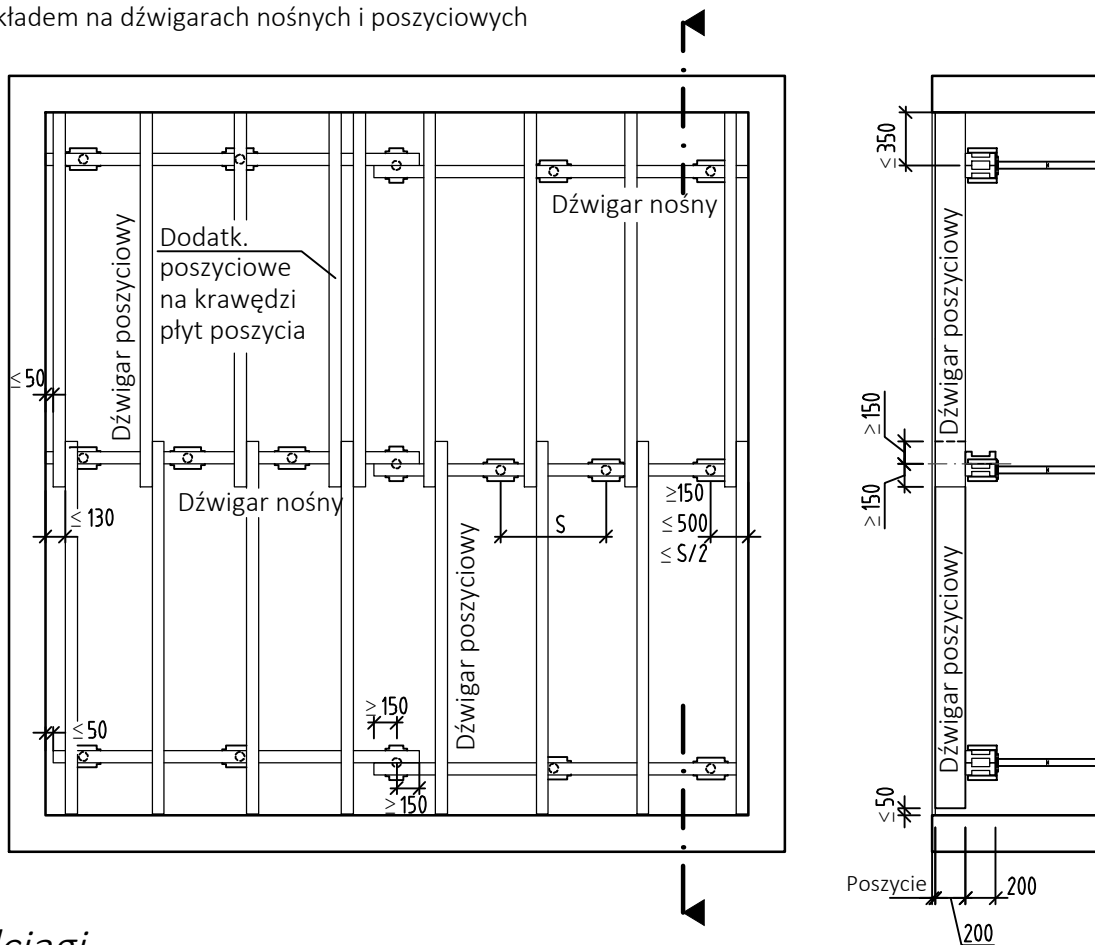 kładem na dźwigarach nośnych i poszyciowych
≤350
Dźwigar nośny
Dźwigar poszyciowy
Dodatk.
poszyciowe
na krawędzi
płyt poszycia
Dźwigar poszyciowy
≤50
≥150
Dźwigar nośny
≥150
≤130
S
≥150
≤500
≤S/2
Dźwigar poszyciowy
Dźwigar poszyciowy
≤50
≥150
≥150
≤50
Poszycie
200
200